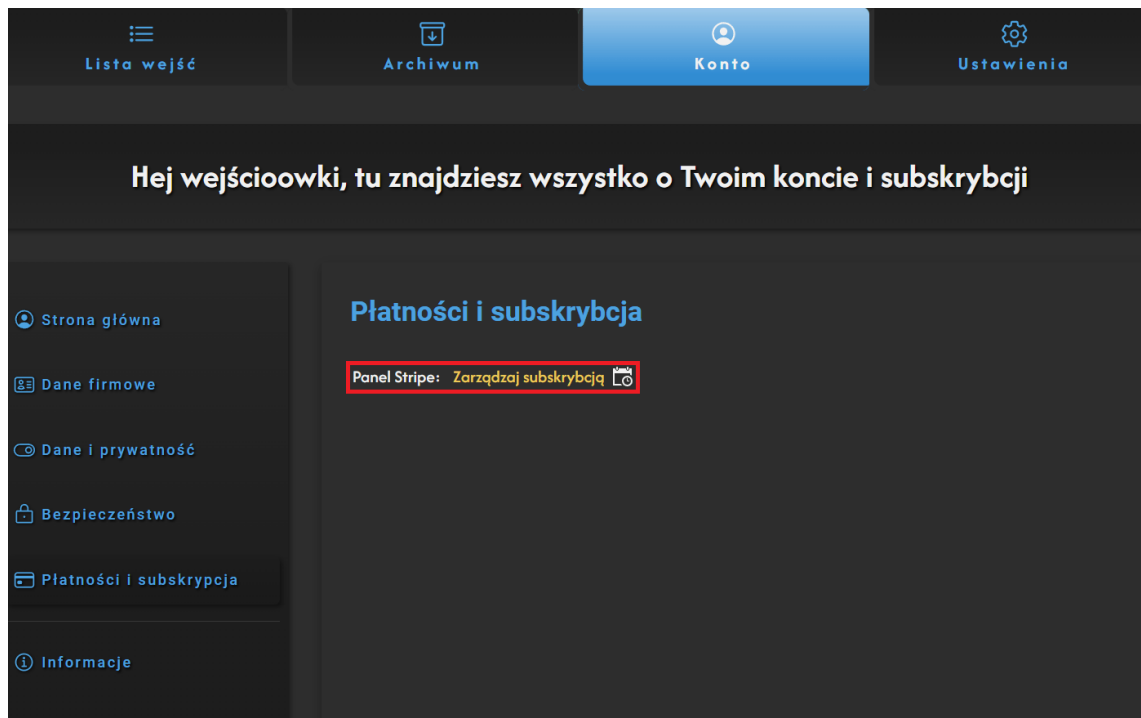 Lista wejść
Archiwum
Konto
Ustawienia
Hej wejścioowki, tu znajdziesz wszystko o Twoim koncie i subskrybcji
Strona główna
Dane firmowe
Dane i prywatność
Bezpieczeństwo
Płatności i subskrypcja
Informacje
Płatności i subskrybcja
Panel Stripe: Zarządzaj subskrybcją